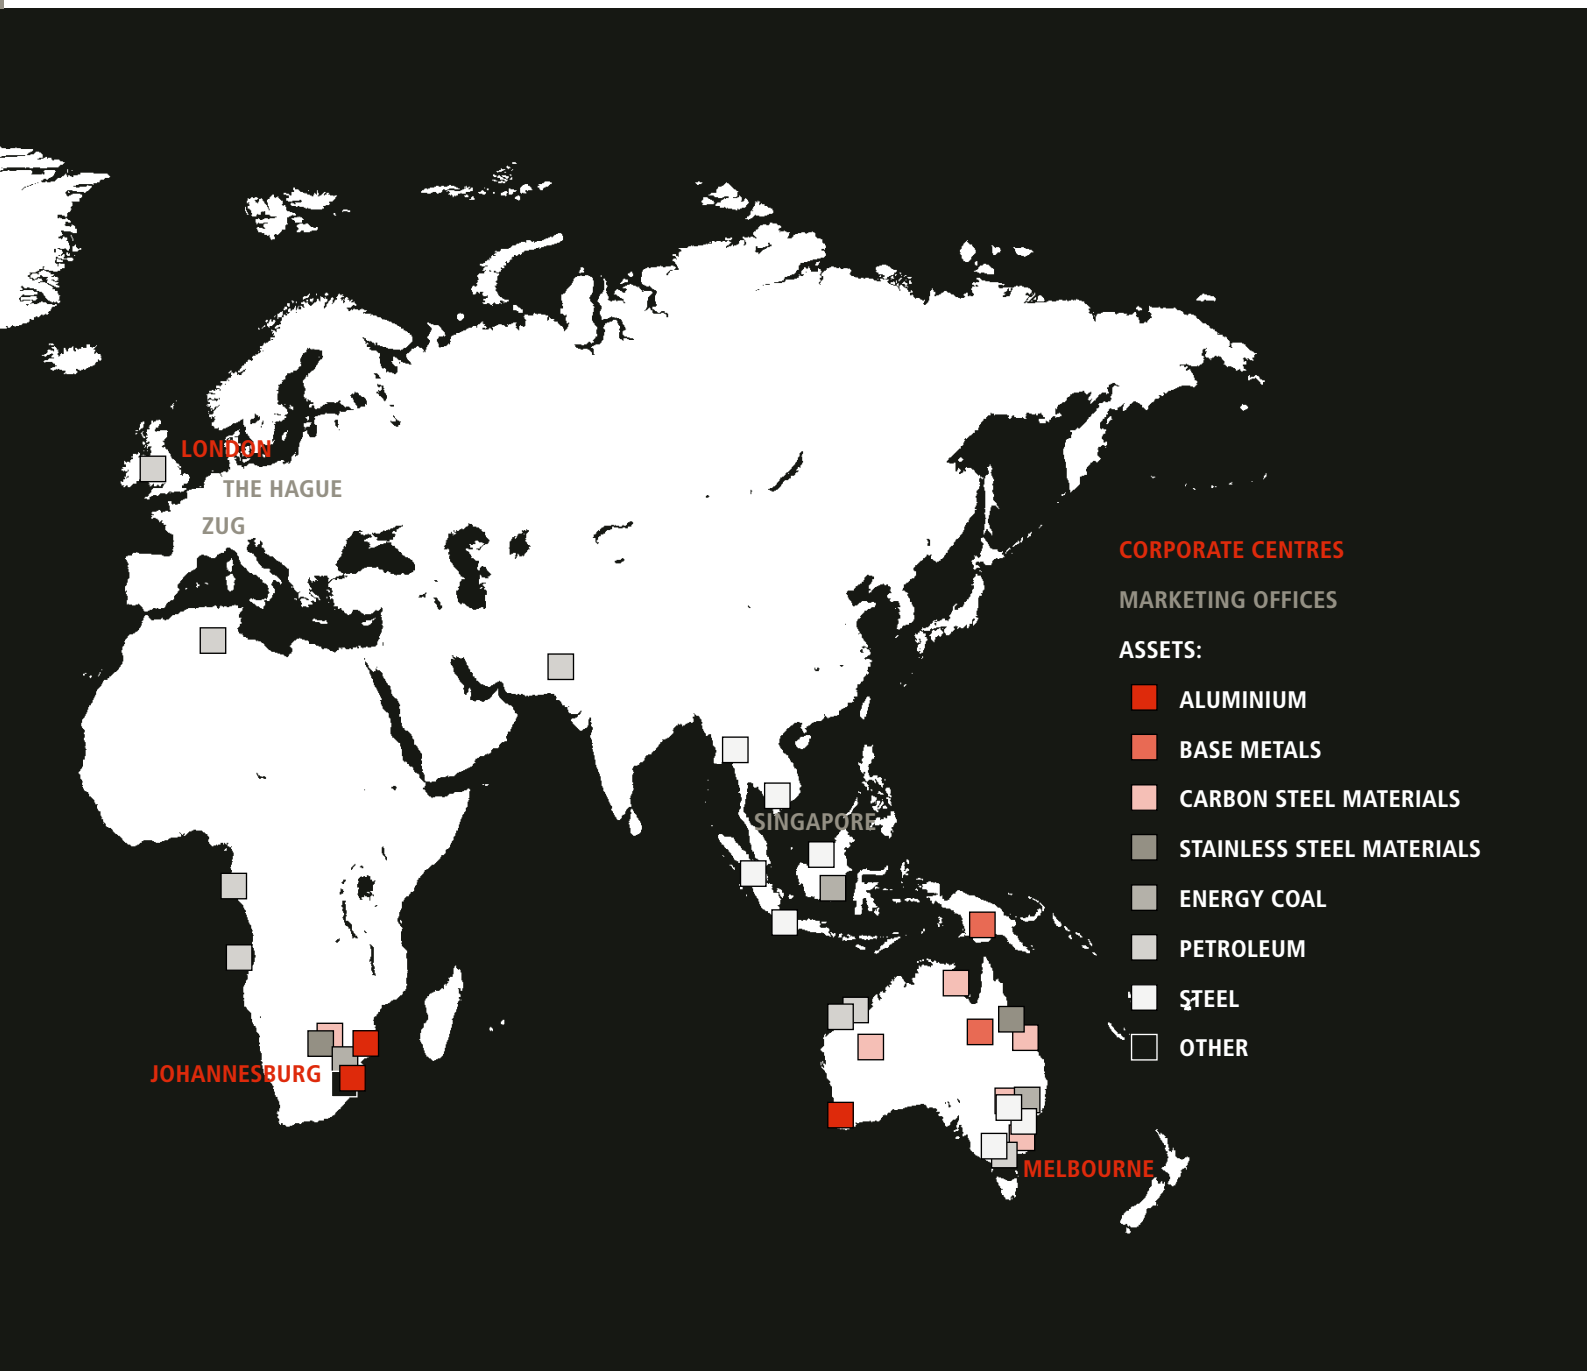 LONDON
THE HAGUE
ZUG
CORPORATE CENTRES
MARKETING OFFICES
ASSETS:
ALUMINIUM
BASE METALS
SINGAPORE
CARBON STEEL MATERIALS
STAINLESS STEEL MATERIALS
ENERGY COAL
PETROLEUM
STEEL
OTHER
JOHANNESBURG
MELBOURNE